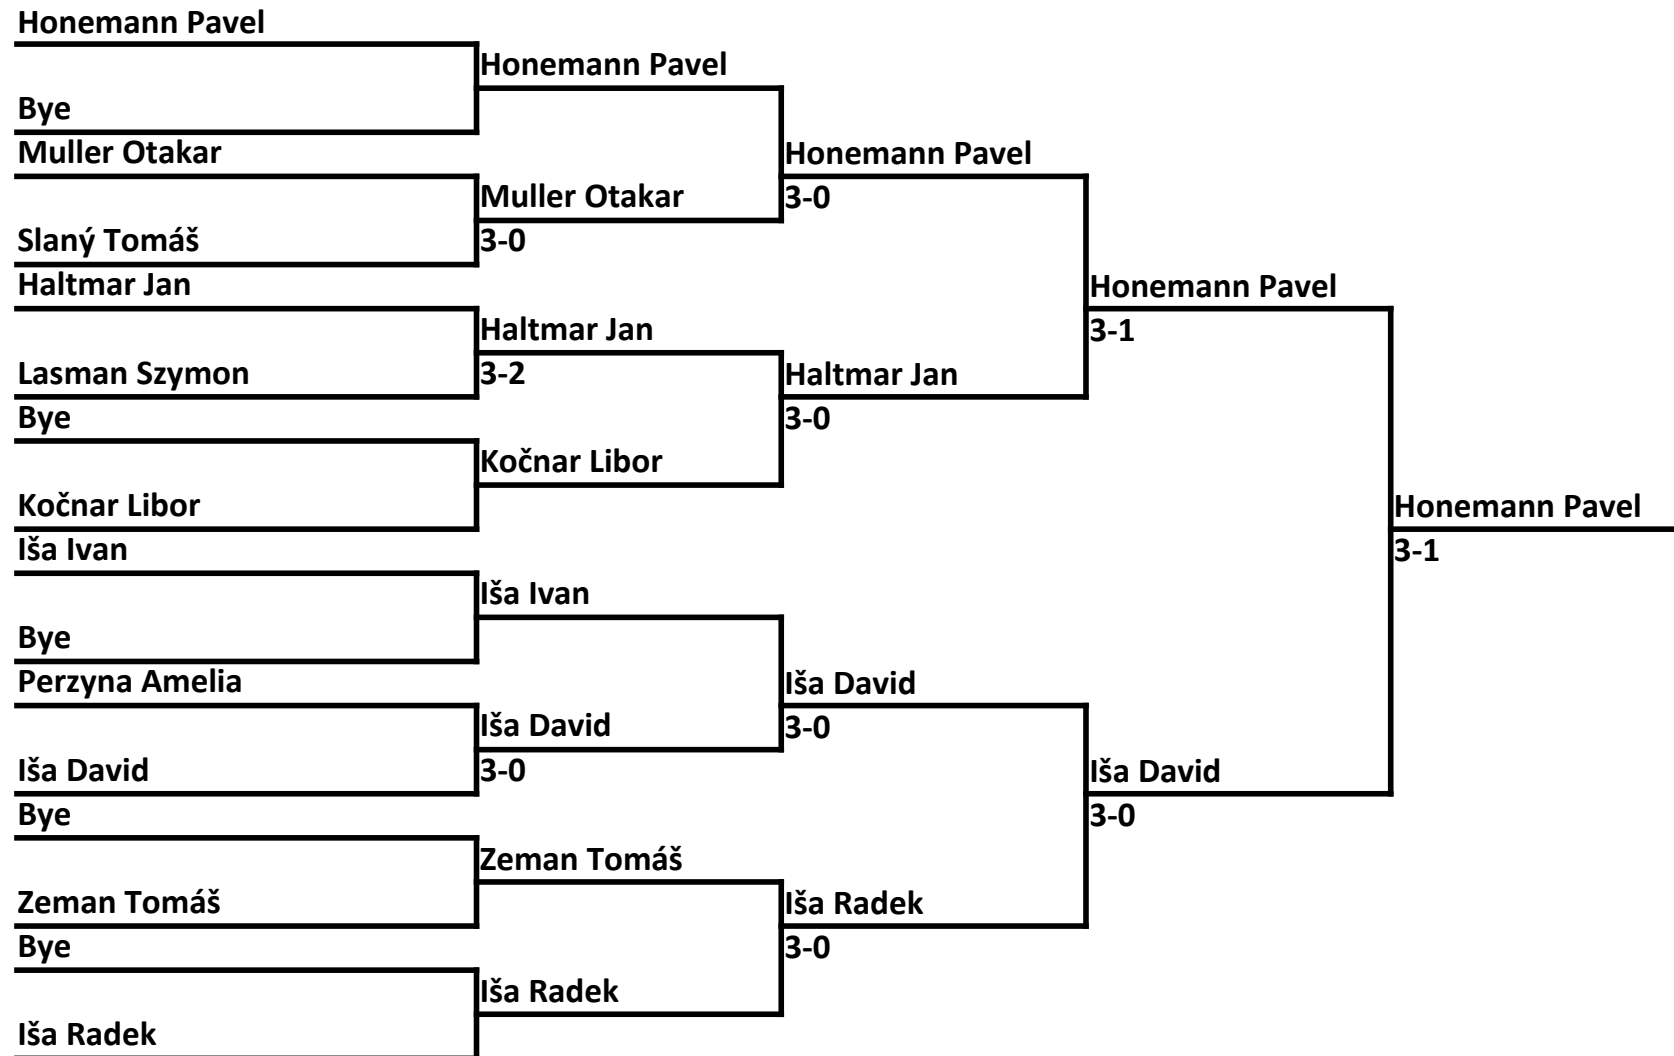 Honemann Pavel
Bye
Muller Otakar
Slaný Tomáš
Haltmar Jan
Lasman Szymon
Bye
Kočnar Libor
Iša Ivan
Bye
Perzyna Amelia
Iša David
Bye
Zeman Tomáš
Bye
Iša Radek
Honemann Pavel
Muller Otakar
3-0
Haltmar Jan
3-2
Kočnar Libor
Iša Ivan
Iša David
3-0
Zeman Tomáš
Iša Radek
Honemann Pavel
3-0
Haltmar Jan
3-0
Iša David
3-0
Iša Radek
3-0
Honemann Pavel
3-1
Iša David
3-0
Honemann Pavel
3-1